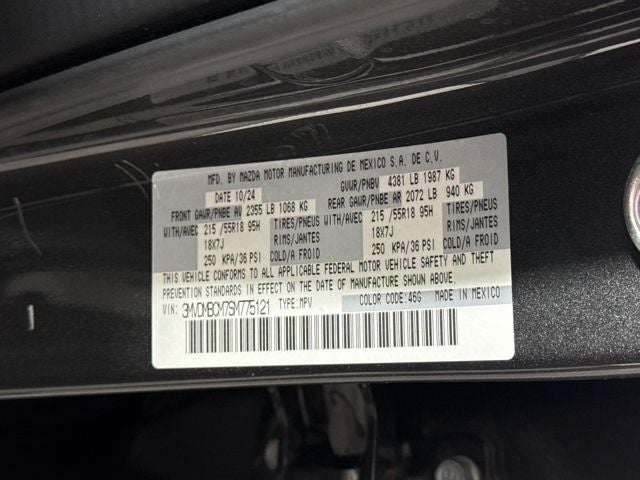 MFD. BY MAZDA MOTOR MANUFACTURING DE MEXICO S.A. DE C.V.
DATE 10/24 GVWR/PNBV 4381 LB 1987 KG
FRONT GAWR/PNBE AV 2355 LB 1068 KG REAR GAWR/PNBE AR 2072 LB 940 KG
WITH/AVEC 215 /55R18 95H TIRES/PNEUS WITH/AVEC 215 /55R18 95H TIRES/PNEUS
18X7J RIMS/JANTES 18X7J RIMS/JANTES
250 KPA/36 PSI COLD/A FROID 250 KPA/36 PSI COLD/A FROID
THIS VEHICLE CONFORMS TO ALL APPLICABLE FEDERAL MOTOR VEHICLE SAFETY AND THEFT
PREVENTION STANDARDS IN EFFECT ON THE DATE OF MANUFACTURE SHOWN ABOVE.
VIN: 3MVDMBCM7SM775121 TYPE:MPV COLOR CODE:46G MADE IN MEXICO